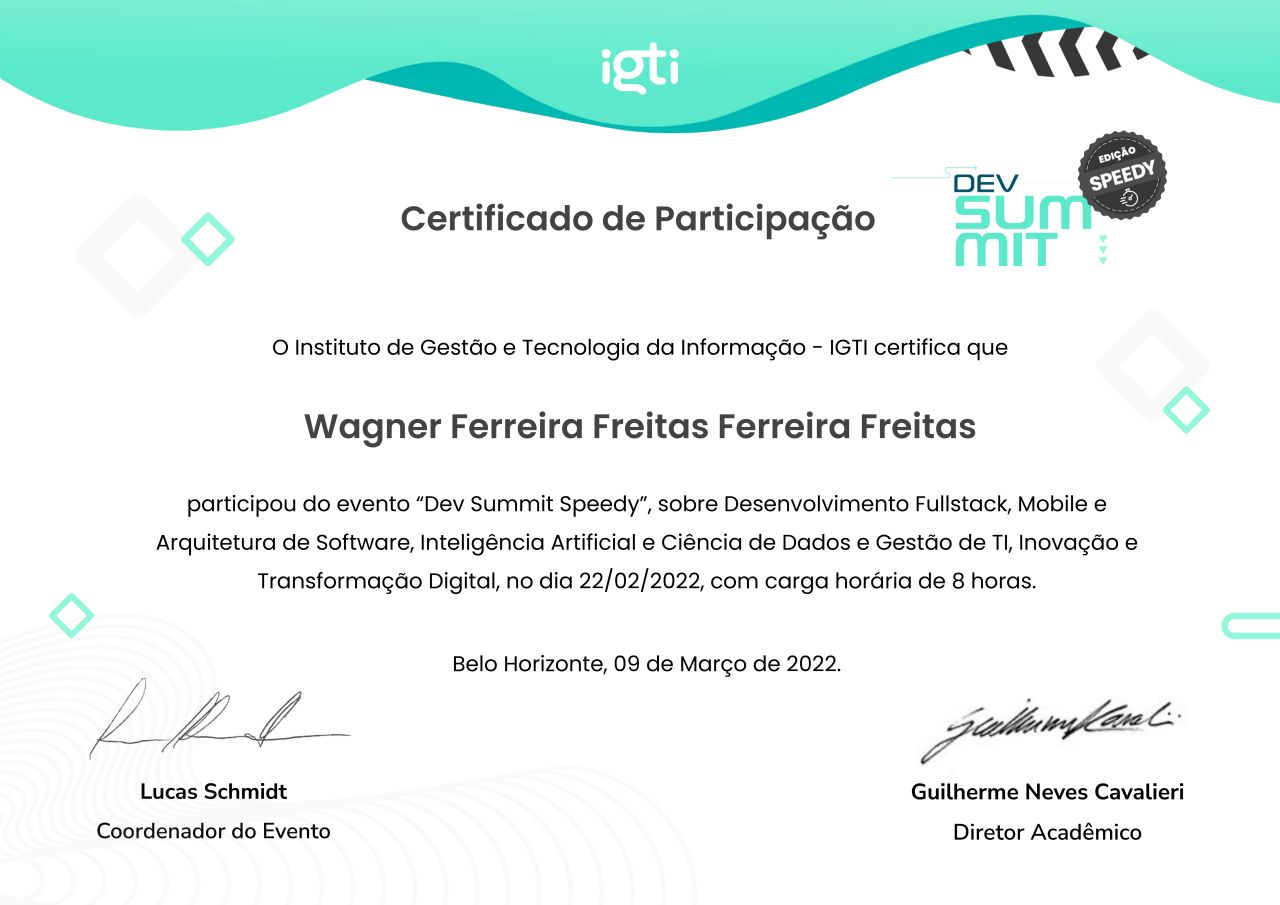 igti
EDIÇÃO
SPEEDY
DEV
SUM
MIT
Certificado de Participação
O Instituto de Gestão e Tecnologia da Informação - IGTI certifica que
Wagner Ferreira Freitas Ferreira Freitas
participou do evento “Dev Summit Speedy”, sobre Desenvolvimento Fullstack, Mobile e
Arquitetura de Software, Inteligência Artificial e Ciência de Dados e Gestão de TI, Inovação e
Transformação Digital, no dia 22/02/2022, com carga horária de 8 horas.
Belo Horizonte, 09 de Março de 2022.
Lucas Schmidt
Coordenador do Evento
Guilherme Neves Cavalieri
Diretor Acadêmico